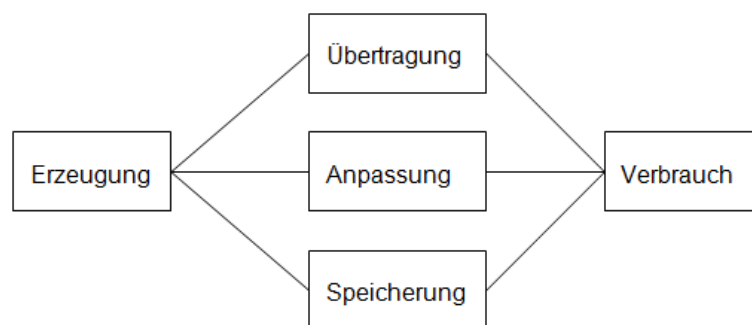 Übertragung
Erzeugung
Anpassung
Verbrauch
Speicherung